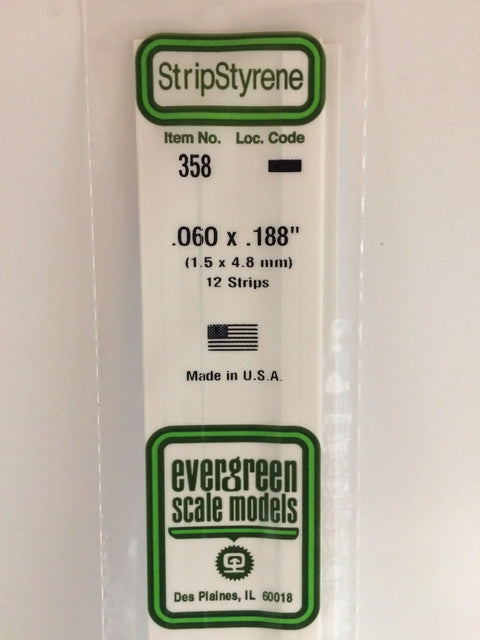 StripStyrene
Item No. Loc. Code
358
.060 x .188"
(1.5 x 4.8 mm)
12 Strips
Made in U.S.A.
evergreen
scale models
Des Plaines, IL 60018